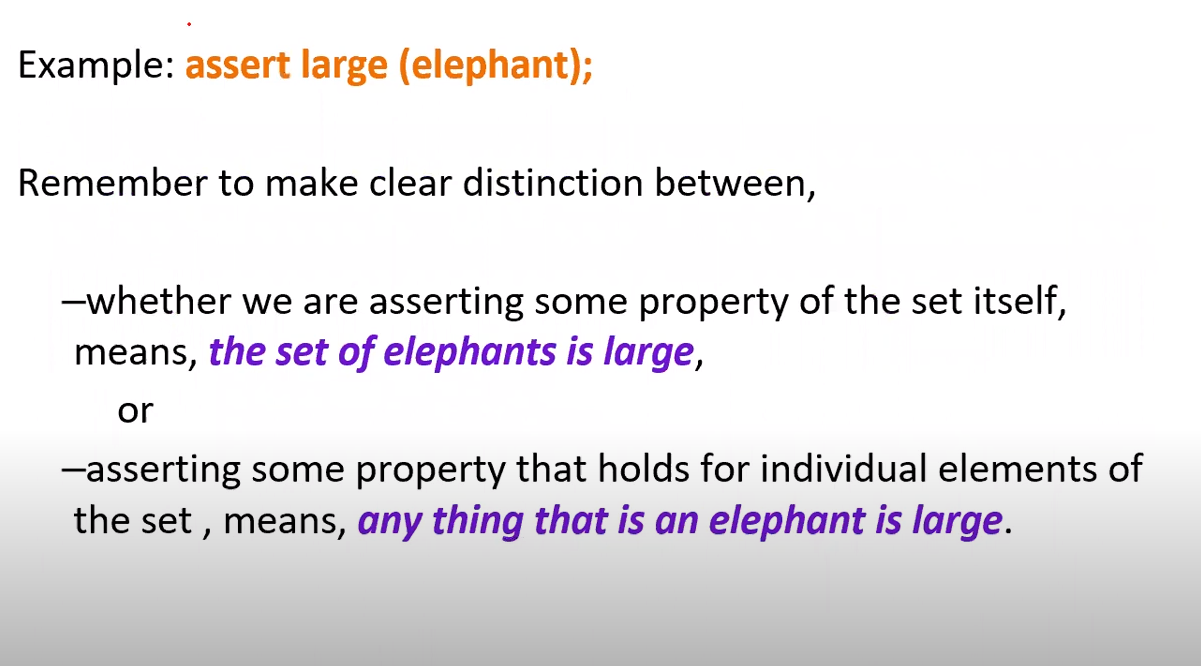 Example: assert large (elephant);
Remember to make clear distinction between,
–whether we are asserting some property of the set itself,
means, the set of elephants is large,
or
–asserting some property that holds for individual elements of
the set , means, any thing that is an elephant is large.